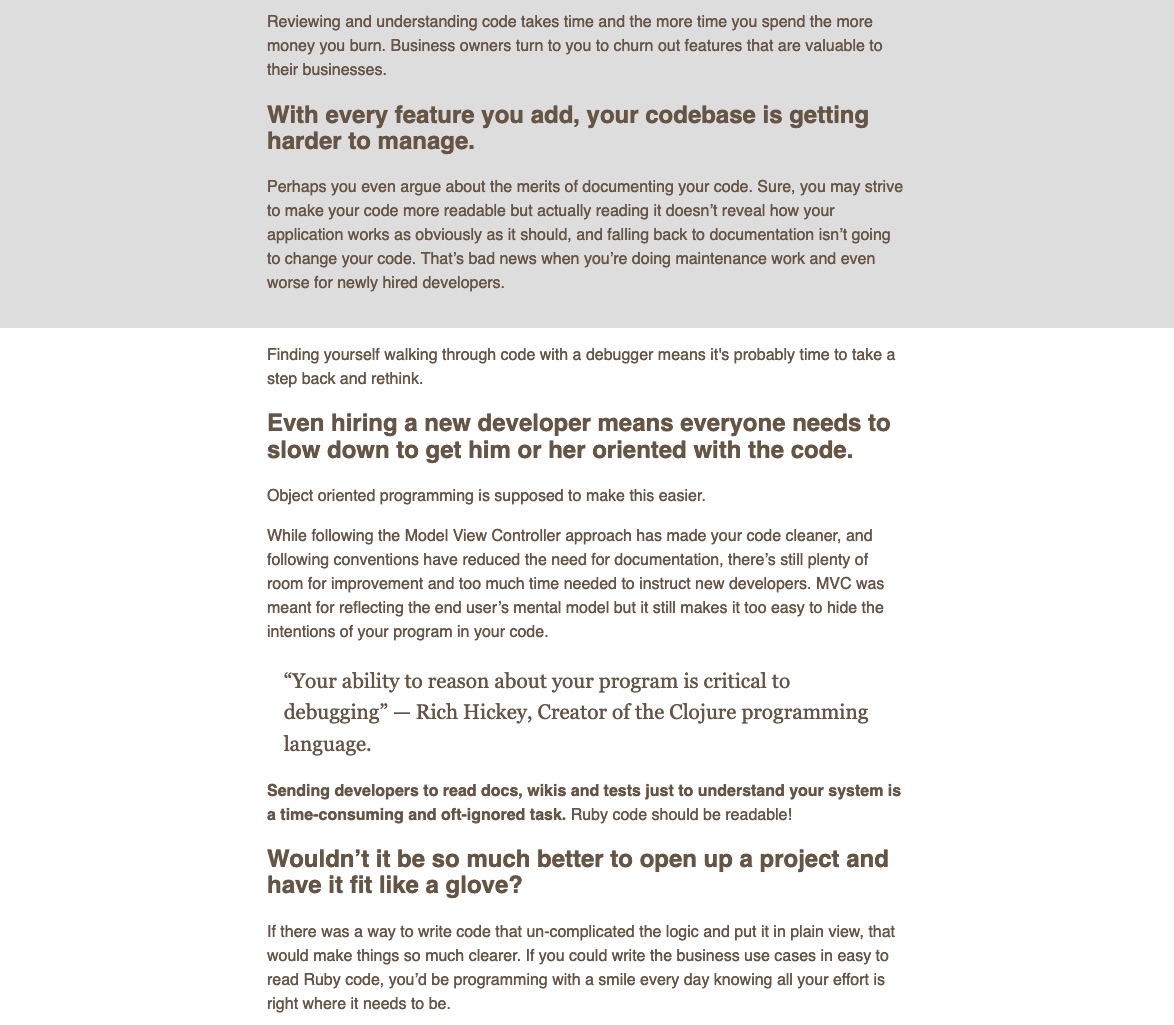 Reviewing and understanding code takes time and the more time you spend the more
money you burn. Business owners turn to you to churn out features that are valuable to
their businesses.
With every feature you add, your codebase is getting
harder to manage.
Perhaps you even argue about the merits of documenting your code. Sure, you may strive
to make your code more readable but actually reading it doesn’t reveal how your
application works as obviously as it should, and falling back to documentation isn’t going
to change your code. That’s bad news when you’re doing maintenance work and even
worse for newly hired developers.
Finding yourself walking through code with a debugger means it's probably time to take a
step back and rethink.
Even hiring a new developer means everyone needs to
slow down to get him or her oriented with the code.
Object oriented programming is supposed to make this easier.
While following the Model View Controller approach has made your code cleaner, and
following conventions have reduced the need for documentation, there’s still plenty of
room for improvement and too much time needed to instruct new developers. MVC was
meant for reflecting the end user’s mental model but it still makes it too easy to hide the
intentions of your program in your code.
“Your ability to reason about your program is critical to
debugging” — Rich Hickey, Creator of the Clojure programming
language.
Sending developers to read docs, wikis and tests just to understand your system is
a time-consuming and oft-ignored task. Ruby code should be readable!
Wouldn’t it be so much better to open up a project and
have it fit like a glove?
If there was a way to write code that un-complicated the logic and put it in plain view, that
would make things so much clearer. If you could write the business use cases in easy to
read Ruby code, you’d be programming with a smile every day knowing all your effort is
right where it needs to be.